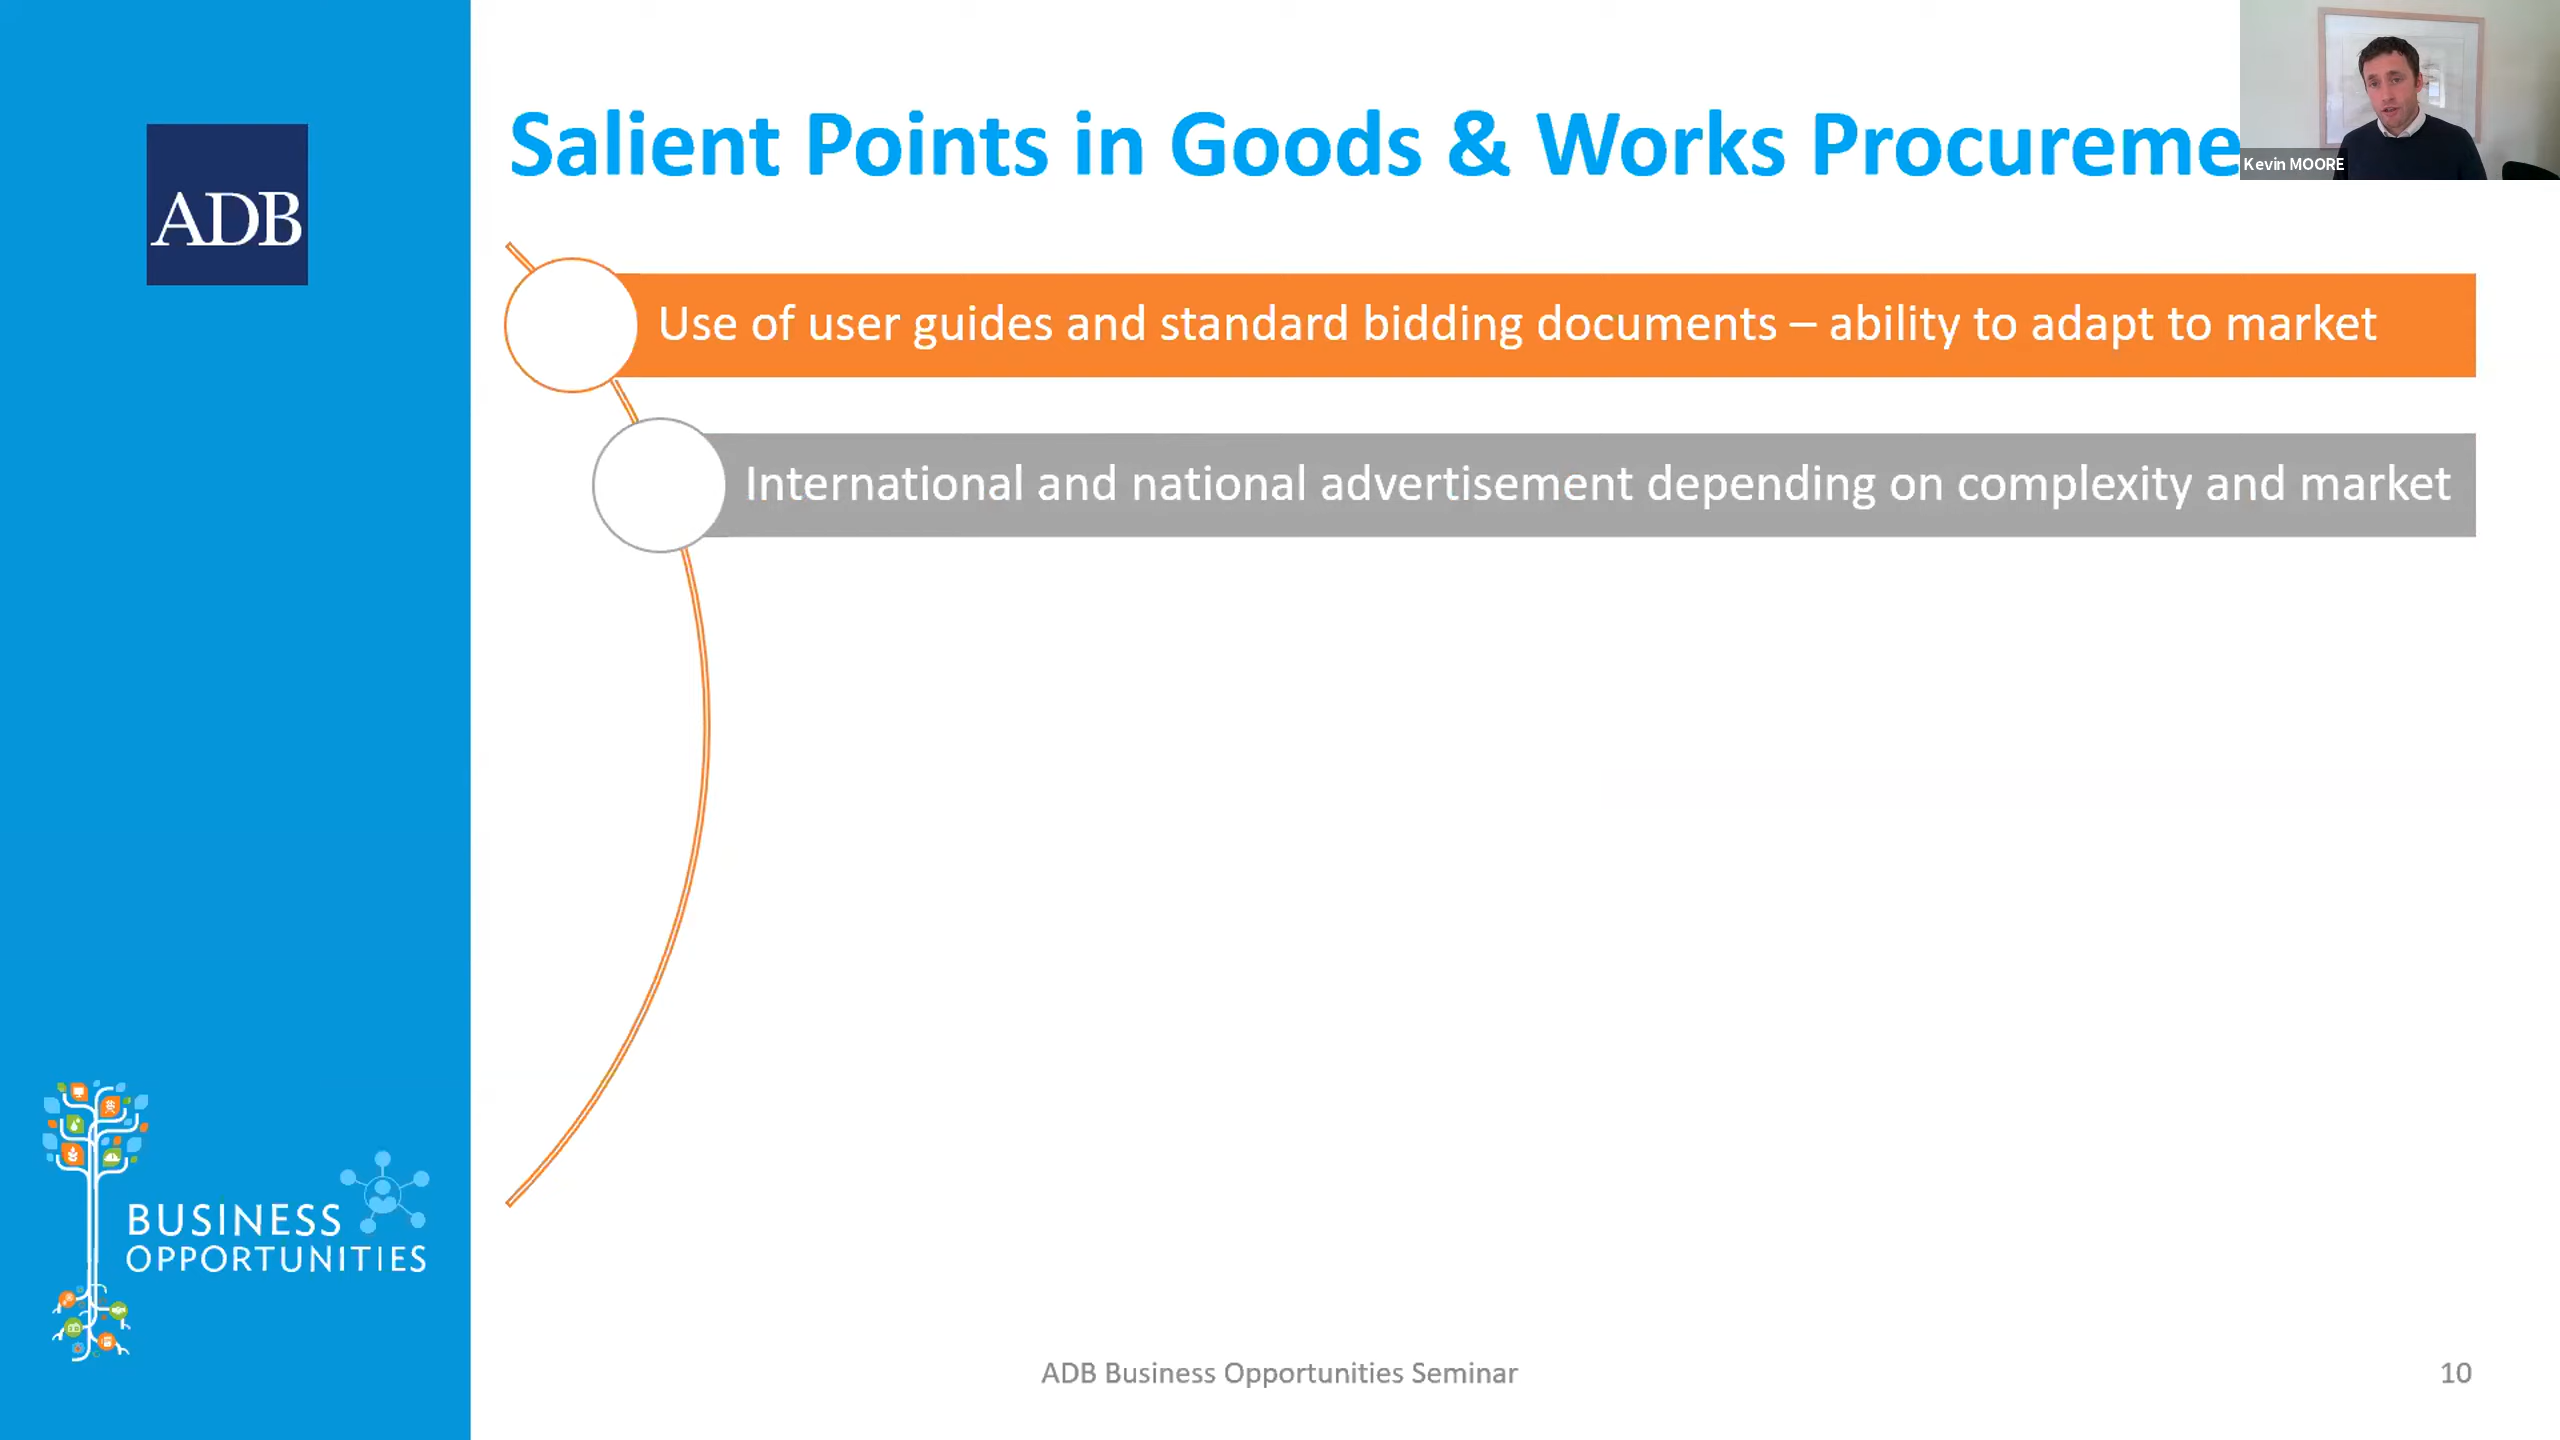 ADB
Salient Points in Goods & Works Procureme
Kevin MOORE
Use of user guides and standard bidding documents – ability to adapt to market
International and national advertisement depending on complexity and market
BUSINESS
OPPORTUNITIES
ADB Business Opportunities Seminar
10